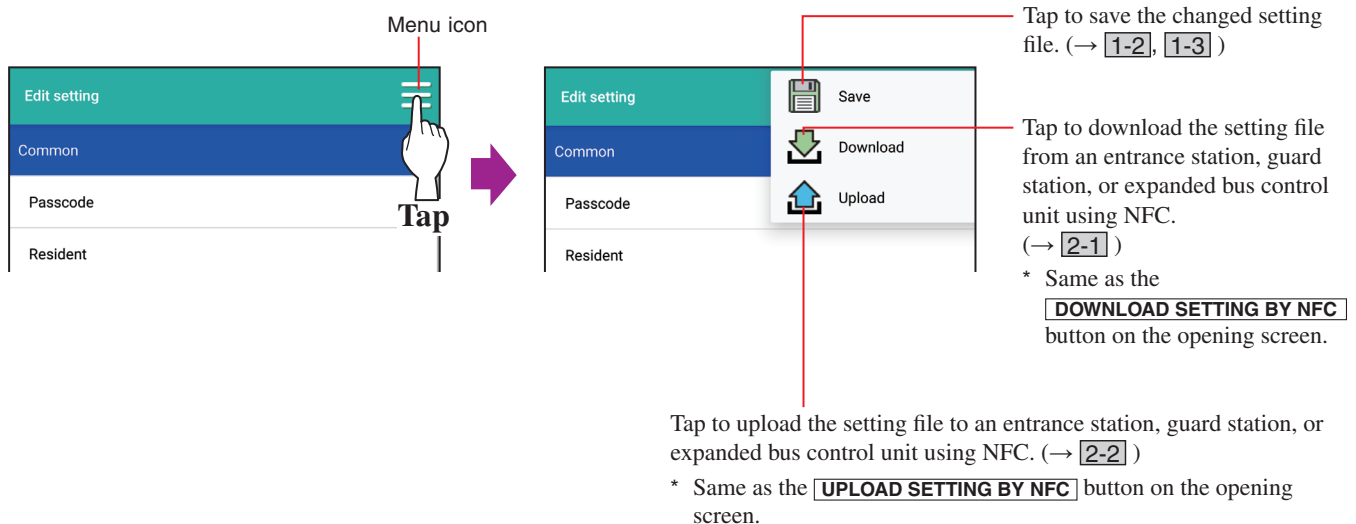 Menu icon
Edit setting
Common
Passcode
Resident
Tap
Edit setting
Common
Passcode
Resident
Save
Download
Upload
Tap to save the changed setting
file. (→ 1-2, 1-3 )
Tap to download the setting file
from an entrance station, guard
station, or expanded bus control
unit using NFC.
(→ 2-1 )
* Same as the
DOWNLOAD SETTING BY NFC
button on the opening screen.
Tap to upload the setting file to an entrance station, guard station, or
expanded bus control unit using NFC. (→ 2-2 )
* Same as the UPLOAD SETTING BY NFC button on the opening
screen.